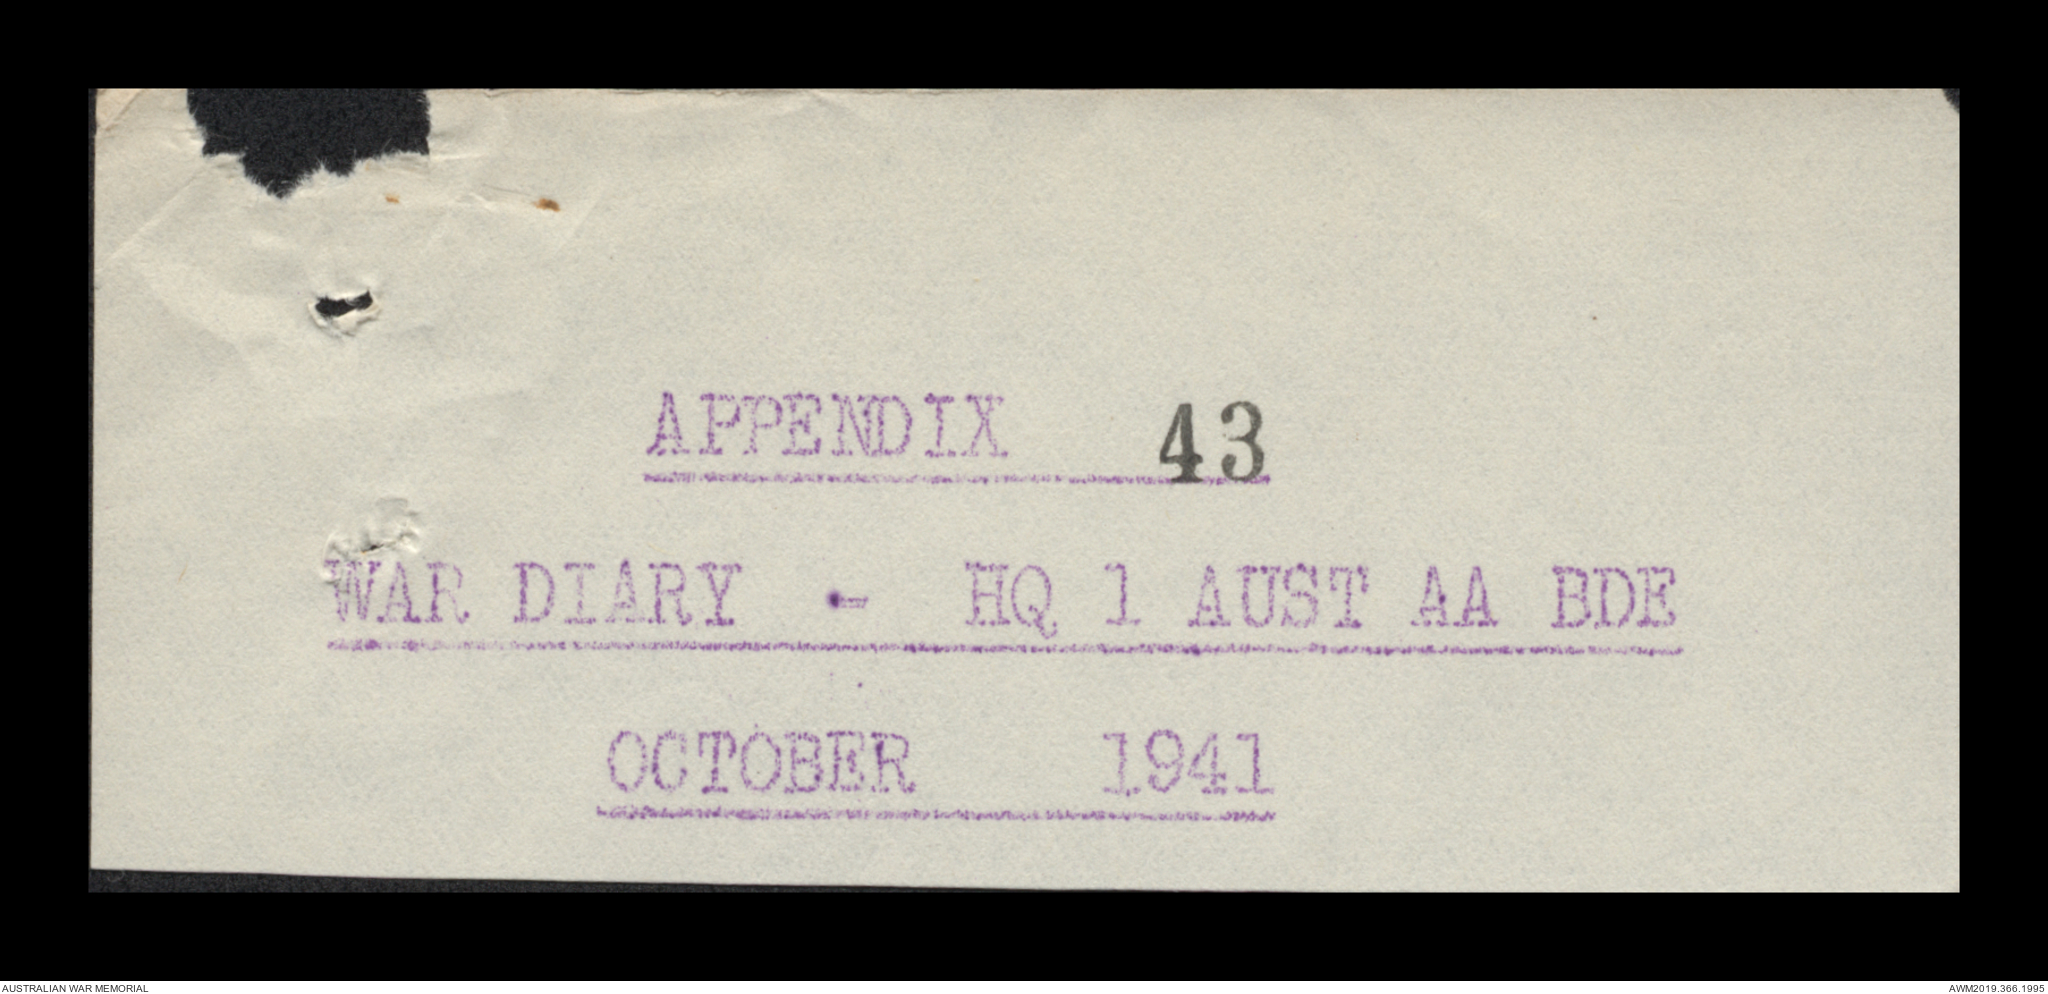 APPENDIX 43
WAR DIARY - HQ 1 AUST AA BDE
OCTOBER 1941
AUSTRALIAN WAR MEMORIAL
AWM2019.366.1995